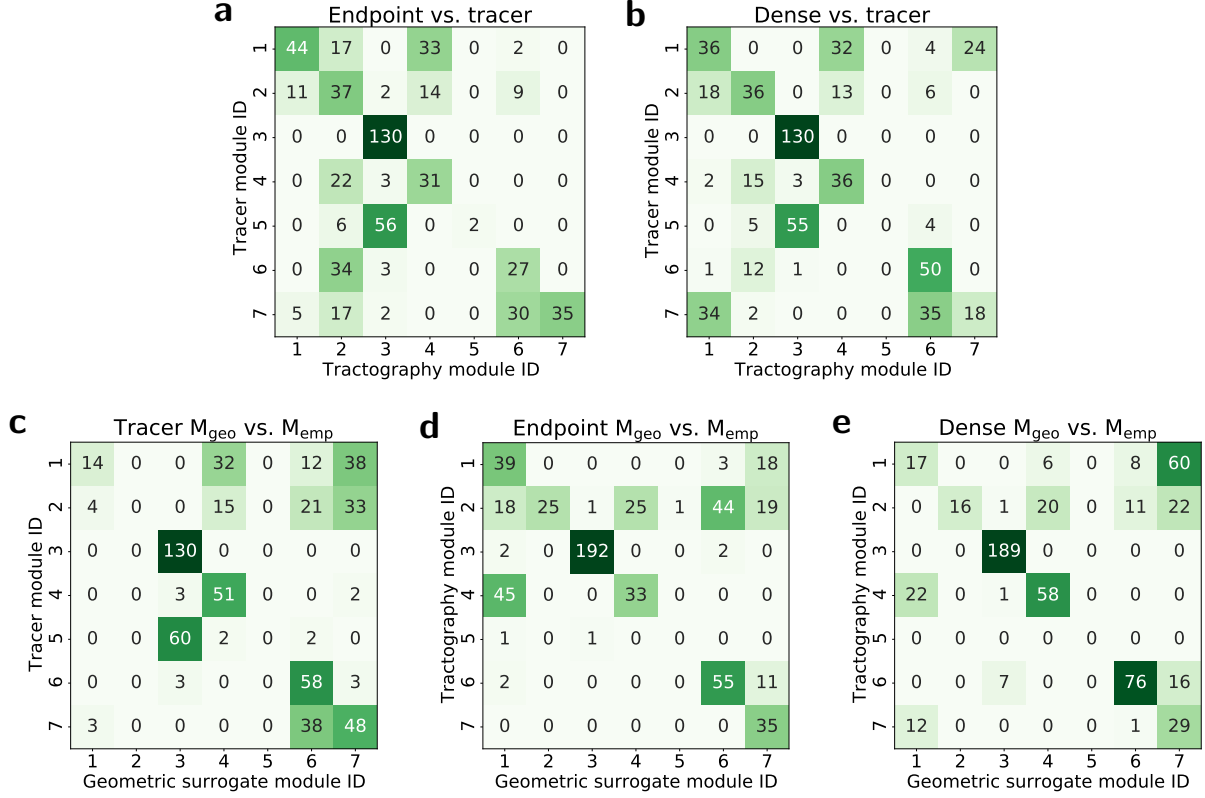 a
Endpoint vs. tracer
Tracer module ID
1 44 17 0 33 0 2 0
2 11 37 2 14 0 9 0
3 0 0 130 0 0 0 0
4 0 22 3 31 0 0 0
5 0 6 56 0 2 0 0
6 0 34 3 0 0 27 0
7 5 17 2 0 0 30 35
1 2 3 4 5 6 7
Tractography module ID
b
Dense vs. tracer
Tracer module ID
1 36 0 0 32 0 4 24
2 18 36 0 13 0 6 0
3 0 0 130 0 0 0 0
4 2 15 3 36 0 0 0
5 0 5 55 0 0 4 0
6 1 12 1 0 0 50 0
7 34 2 0 0 0 35 18
1 2 3 4 5 6 7
Tractography module ID
c
Tracer M_geo vs. M_emp
Tracer module ID
1 14 0 0 32 0 12 38
2 4 0 0 15 0 21 33
3 0 0 130 0 0 0 0
4 0 0 3 51 0 0 2
5 0 0 60 2 0 2 0
6 0 0 3 0 0 58 3
7 3 0 0 0 0 38 48
1 2 3 4 5 6 7
Geometric surrogate module ID
d
Endpoint M_geo vs. M_emp
Tractography module ID
1 39 0 0 0 0 3 18
2 18 25 1 25 1 44 19
3 2 0 192 0 0 2 0
4 45 0 0 33 0 0 0
5 1 0 1 0 0 0 0
6 2 0 0 0 0 55 11
7 0 0 0 0 0 0 35
1 2 3 4 5 6 7
Geometric surrogate module ID
e
Dense M_geo vs. M_emp
Tractography module ID
1 17 0 0 6 0 8 60
2 0 16 1 20 0 11 22
3 0 0 189 0 0 0 0
4 22 0 1 58 0 0 0
5 0 0 0 0 0 0 0
6 0 0 7 0 0 76 16
7 12 0 0 0 0 1 29
1 2 3 4 5 6 7
Geometric surrogate module ID